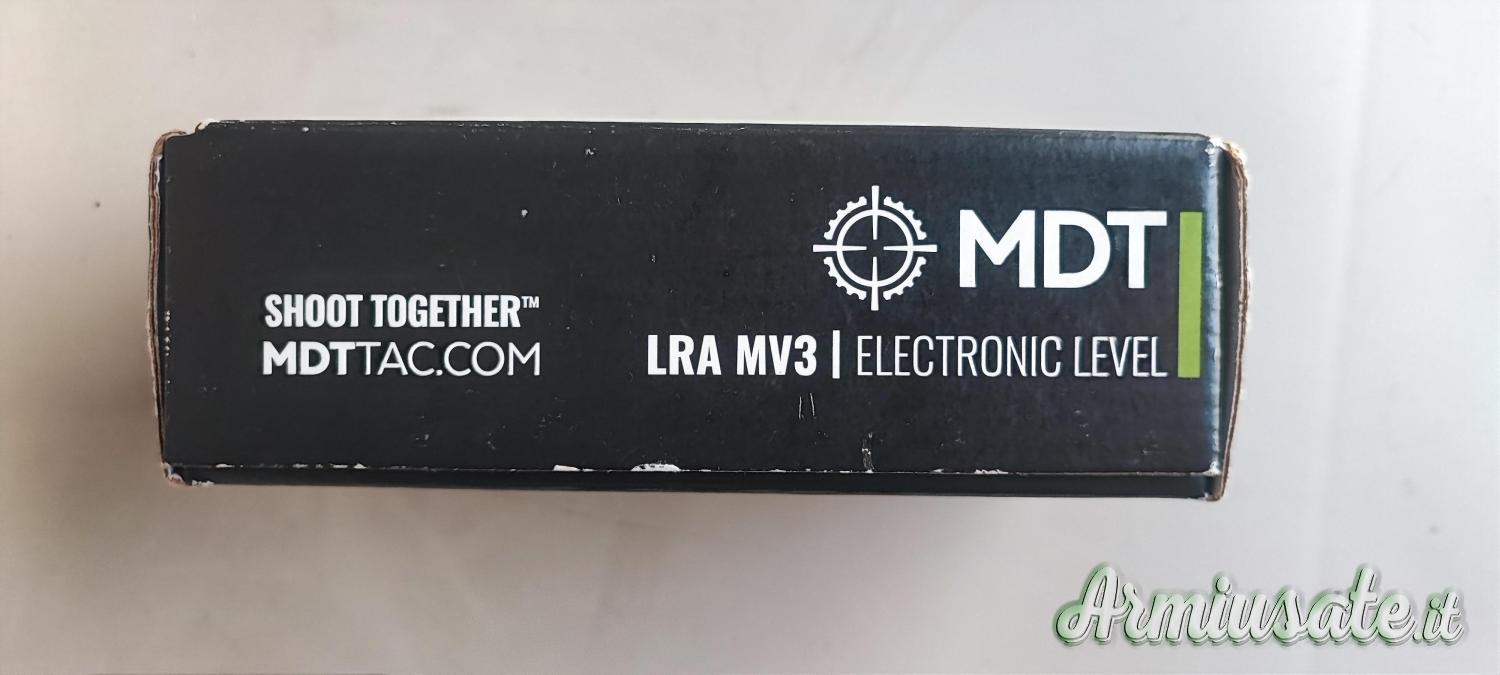 MDT
SHOOT TOGETHER™
MDTTAC.COM
LRA MV3 | ELECTRONIC LEVEL
Armiusate.it